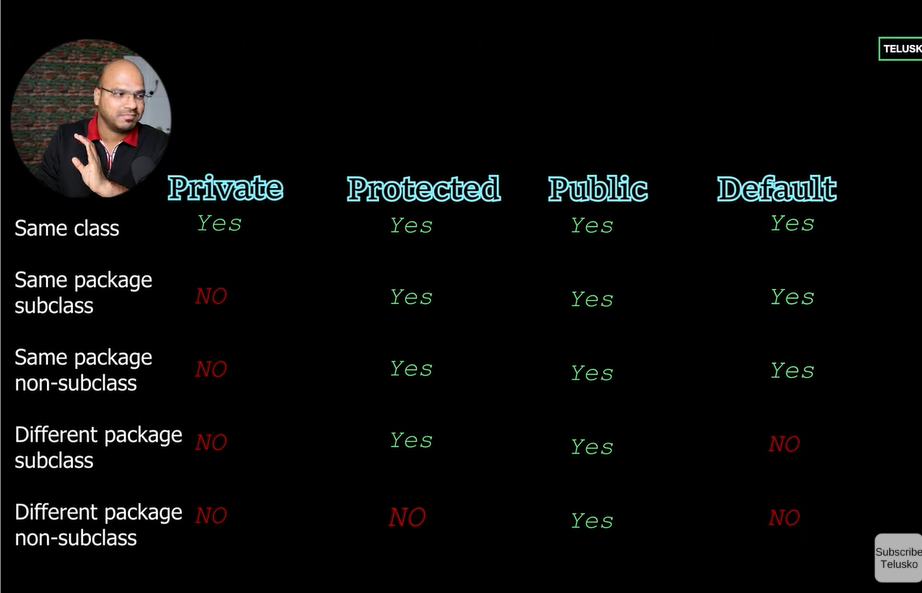 TELUSK
Private Protected Public Default
Same class Yes Yes Yes Yes
Same package
subclass NO Yes Yes Yes
Same package
non-subclass NO Yes Yes Yes
Different package
subclass NO Yes Yes NO
Different package
non-subclass NO NO Yes NO
Subscribe
Telusko